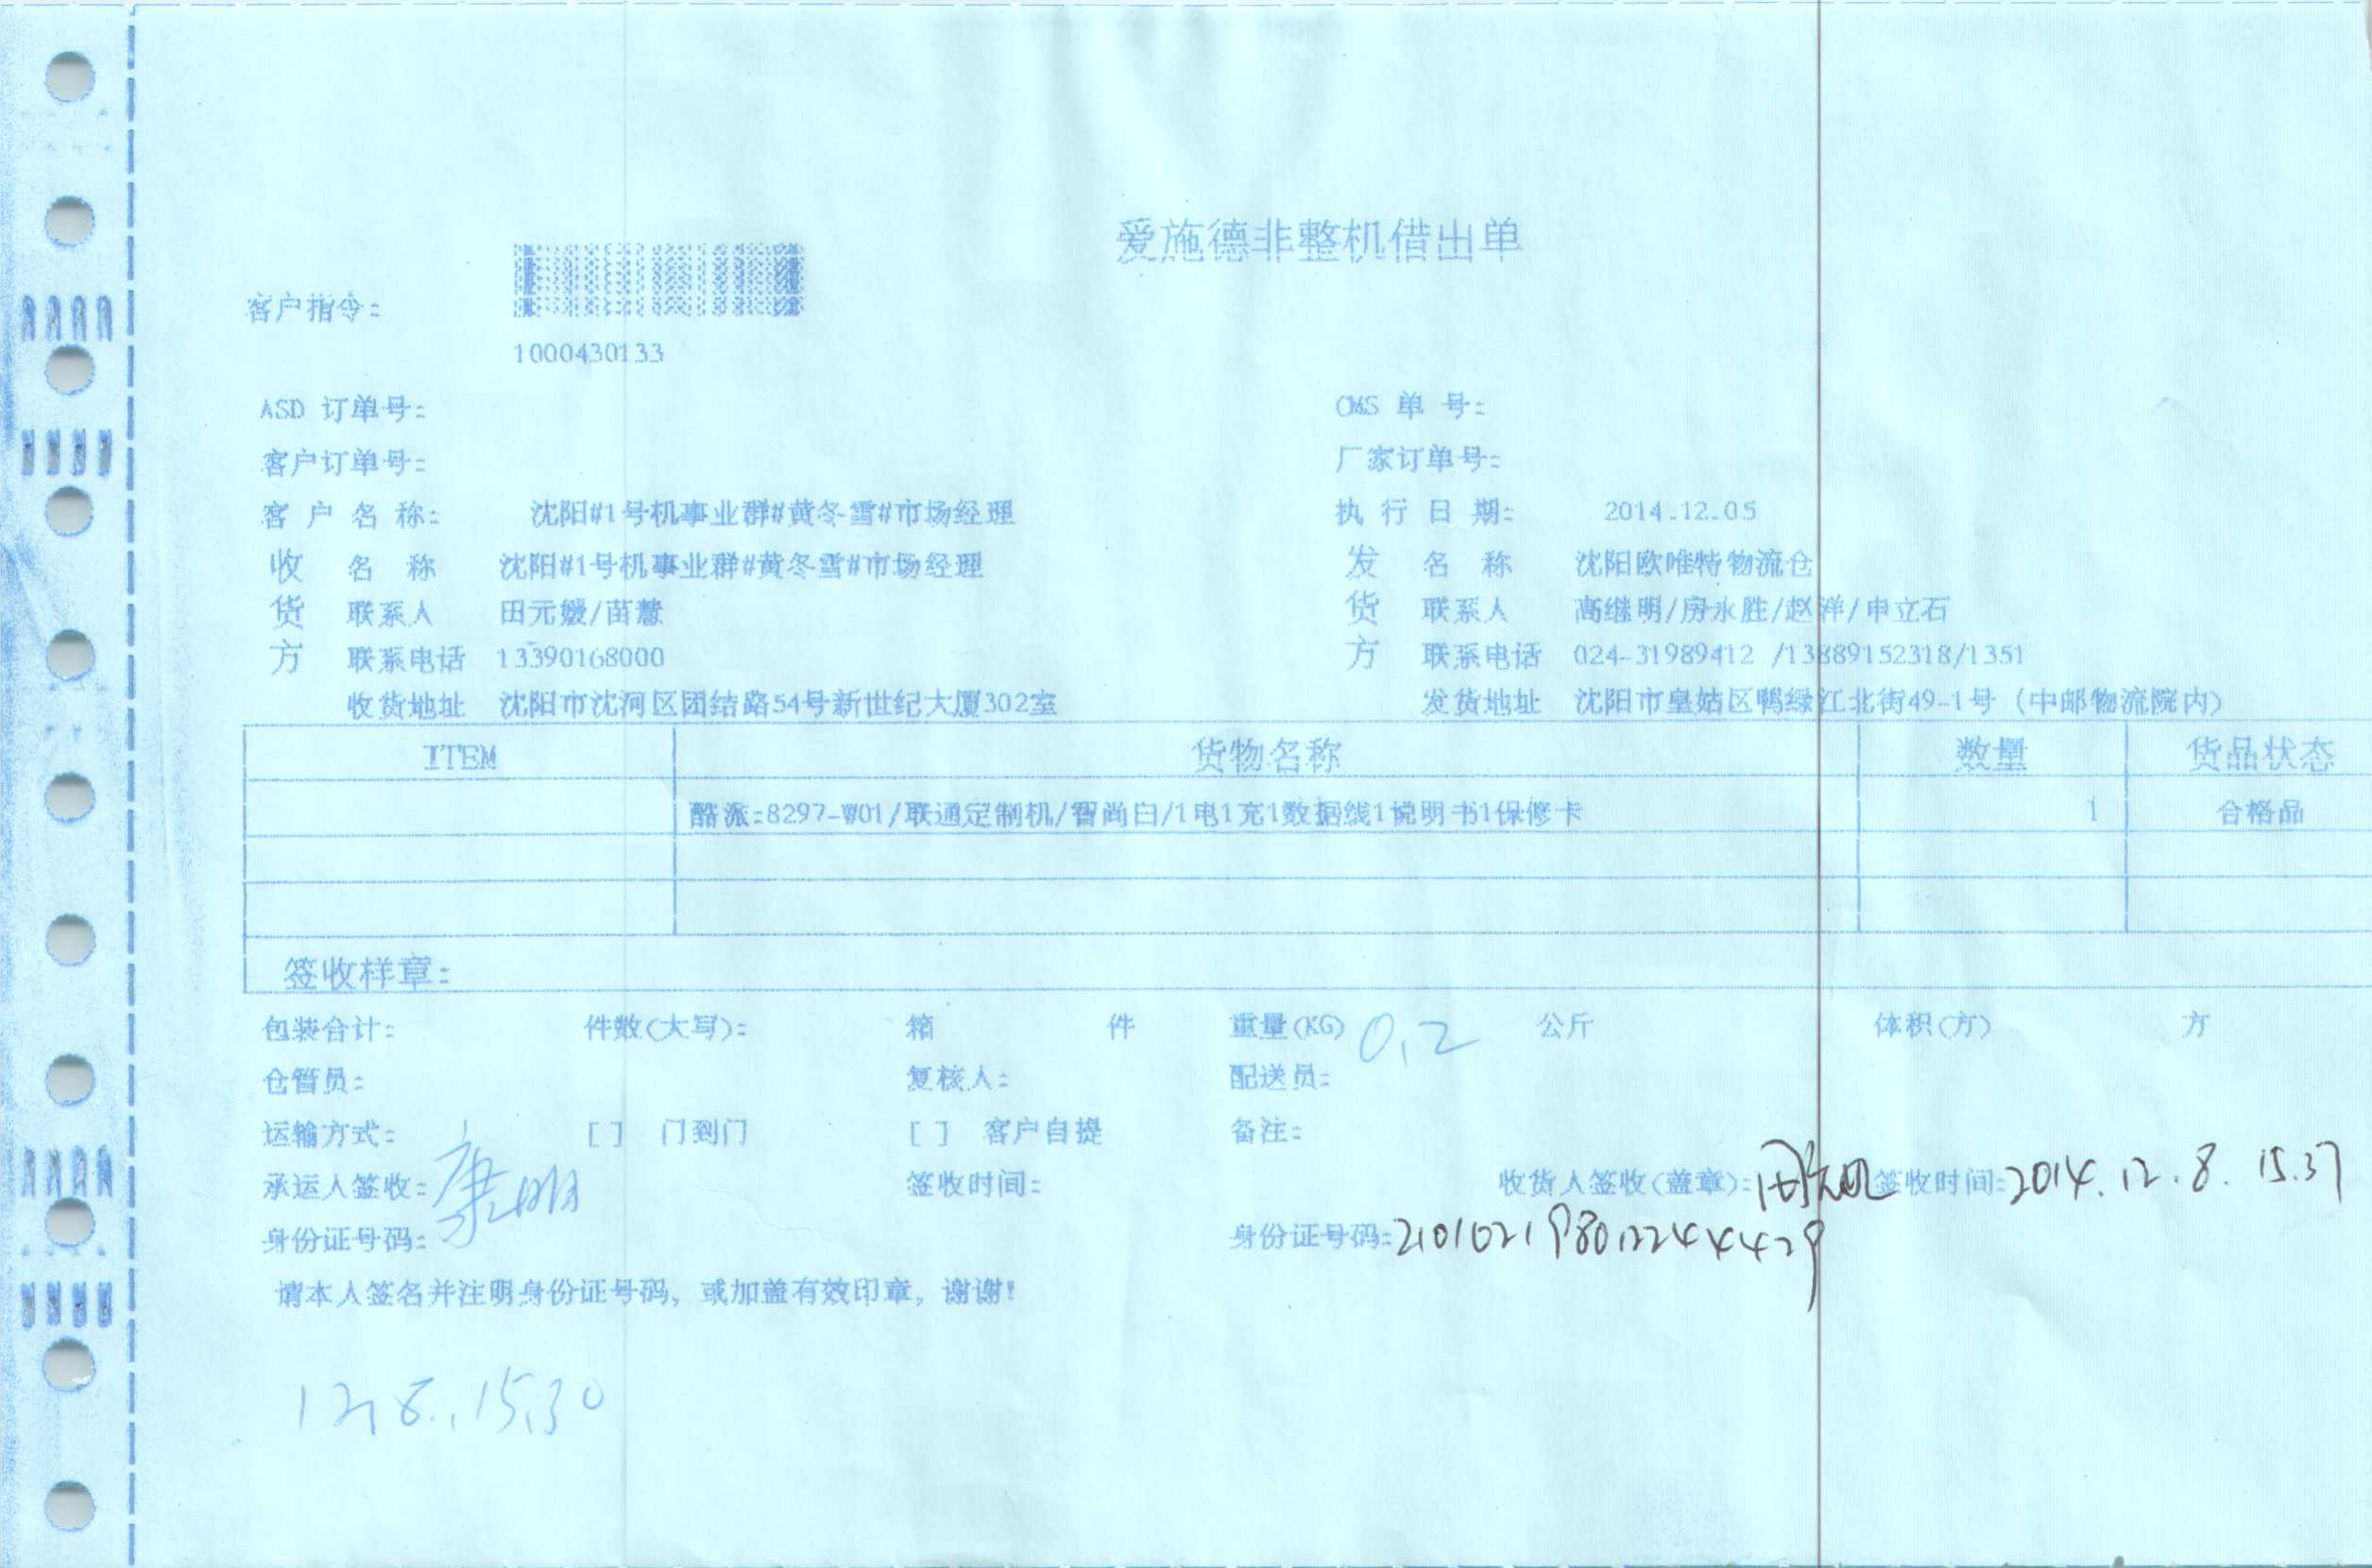 爱施德非整机借出单
客户指令:
1000430133
ASD 订单号: OMS 单 号:
客户订单号: 厂家订单号:
客 户 名 称: 沈阳#1号机事业群#黄冬雪#市场经理 执 行 日 期: 2014.12.05
收 名 称 沈阳#1号机事业群#黄冬雪#市场经理 发 名 称 沈阳欧唯特物流仓
货 联系人 田元媛/苗慧 货 联系人 高继明/房永胜/赵洋/申立石
方 联系电话 13390168000 方 联系电话 024-31989412 /13889152318/1351
收货地址 沈阳市沈河区团结路54号新世纪大厦302室 发货地址 沈阳市皇姑区鸭绿江北街49-1号 (中邮物流院内)
ITEM 货物名称 数量 货品状态
酷派:8297-W01/联通定制机/智尚白/1电1充1数据线1说明书1保修卡 1 合格品
签收样章:
包装合计: 件数(大写): 箱 件 重量(KG) 0.2 公斤 体积(方) 方
仓管员: 复核人: 配送员:
运输方式: [ ] 门到门 [ ] 客户自提 备注:
承运人签收: 康明 签收时间: 收货人签收(盖章): 签收时间: 2014.12.8. 15.37
身份证号码: 身份证号码: 210102198012244429
请本人签名并注明身份证号码, 或加盖有效印章, 谢谢!
12.8.15.30